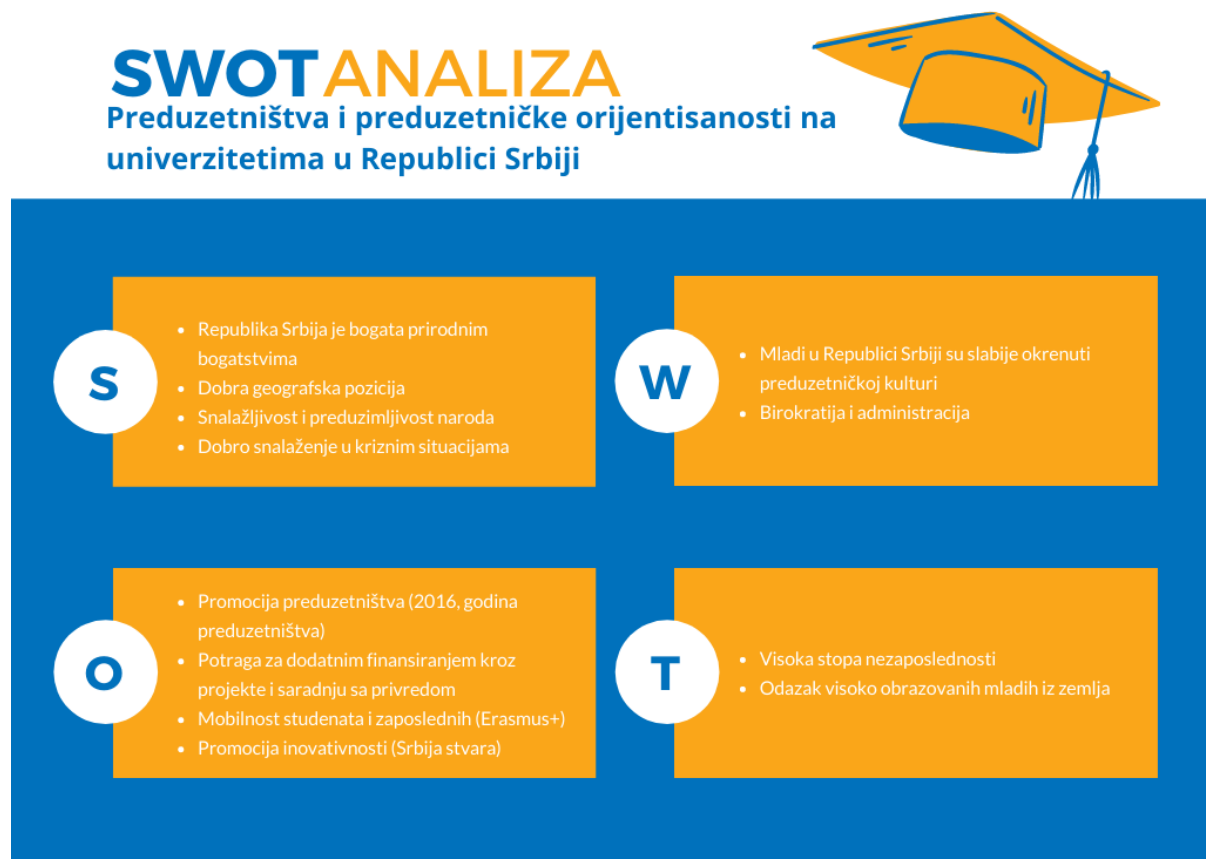 SWOT ANALIZA
Preduzetništva i preduzetničke orijentisanosti na
univerzitetima u Republici Srbiji
S
• Republika Srbija je bogata prirodnim
bogatstvima
• Dobra geografska pozicija
• Snalažljivost i preduzimljivost naroda
• Dobro snalaženje u kriznim situacijama
W
• Mladi u Republici Srbiji su slabije okrenuti
preduzetničkoj kulturi
• Birokratija i administracija
O
• Promocija preduzetništva (2016, godina
preduzetništva)
• Potraga za dodatnim finansiranjem kroz
projekte i saradnju sa privredom
• Mobilnost studenata i zaposlednih (Erasmus+)
• Promocija inovativnosti (Srbija stvara)
T
• Visoka stopa nezaposlednosti
• Odazak visoko obrazovanih mladih iz zemlja